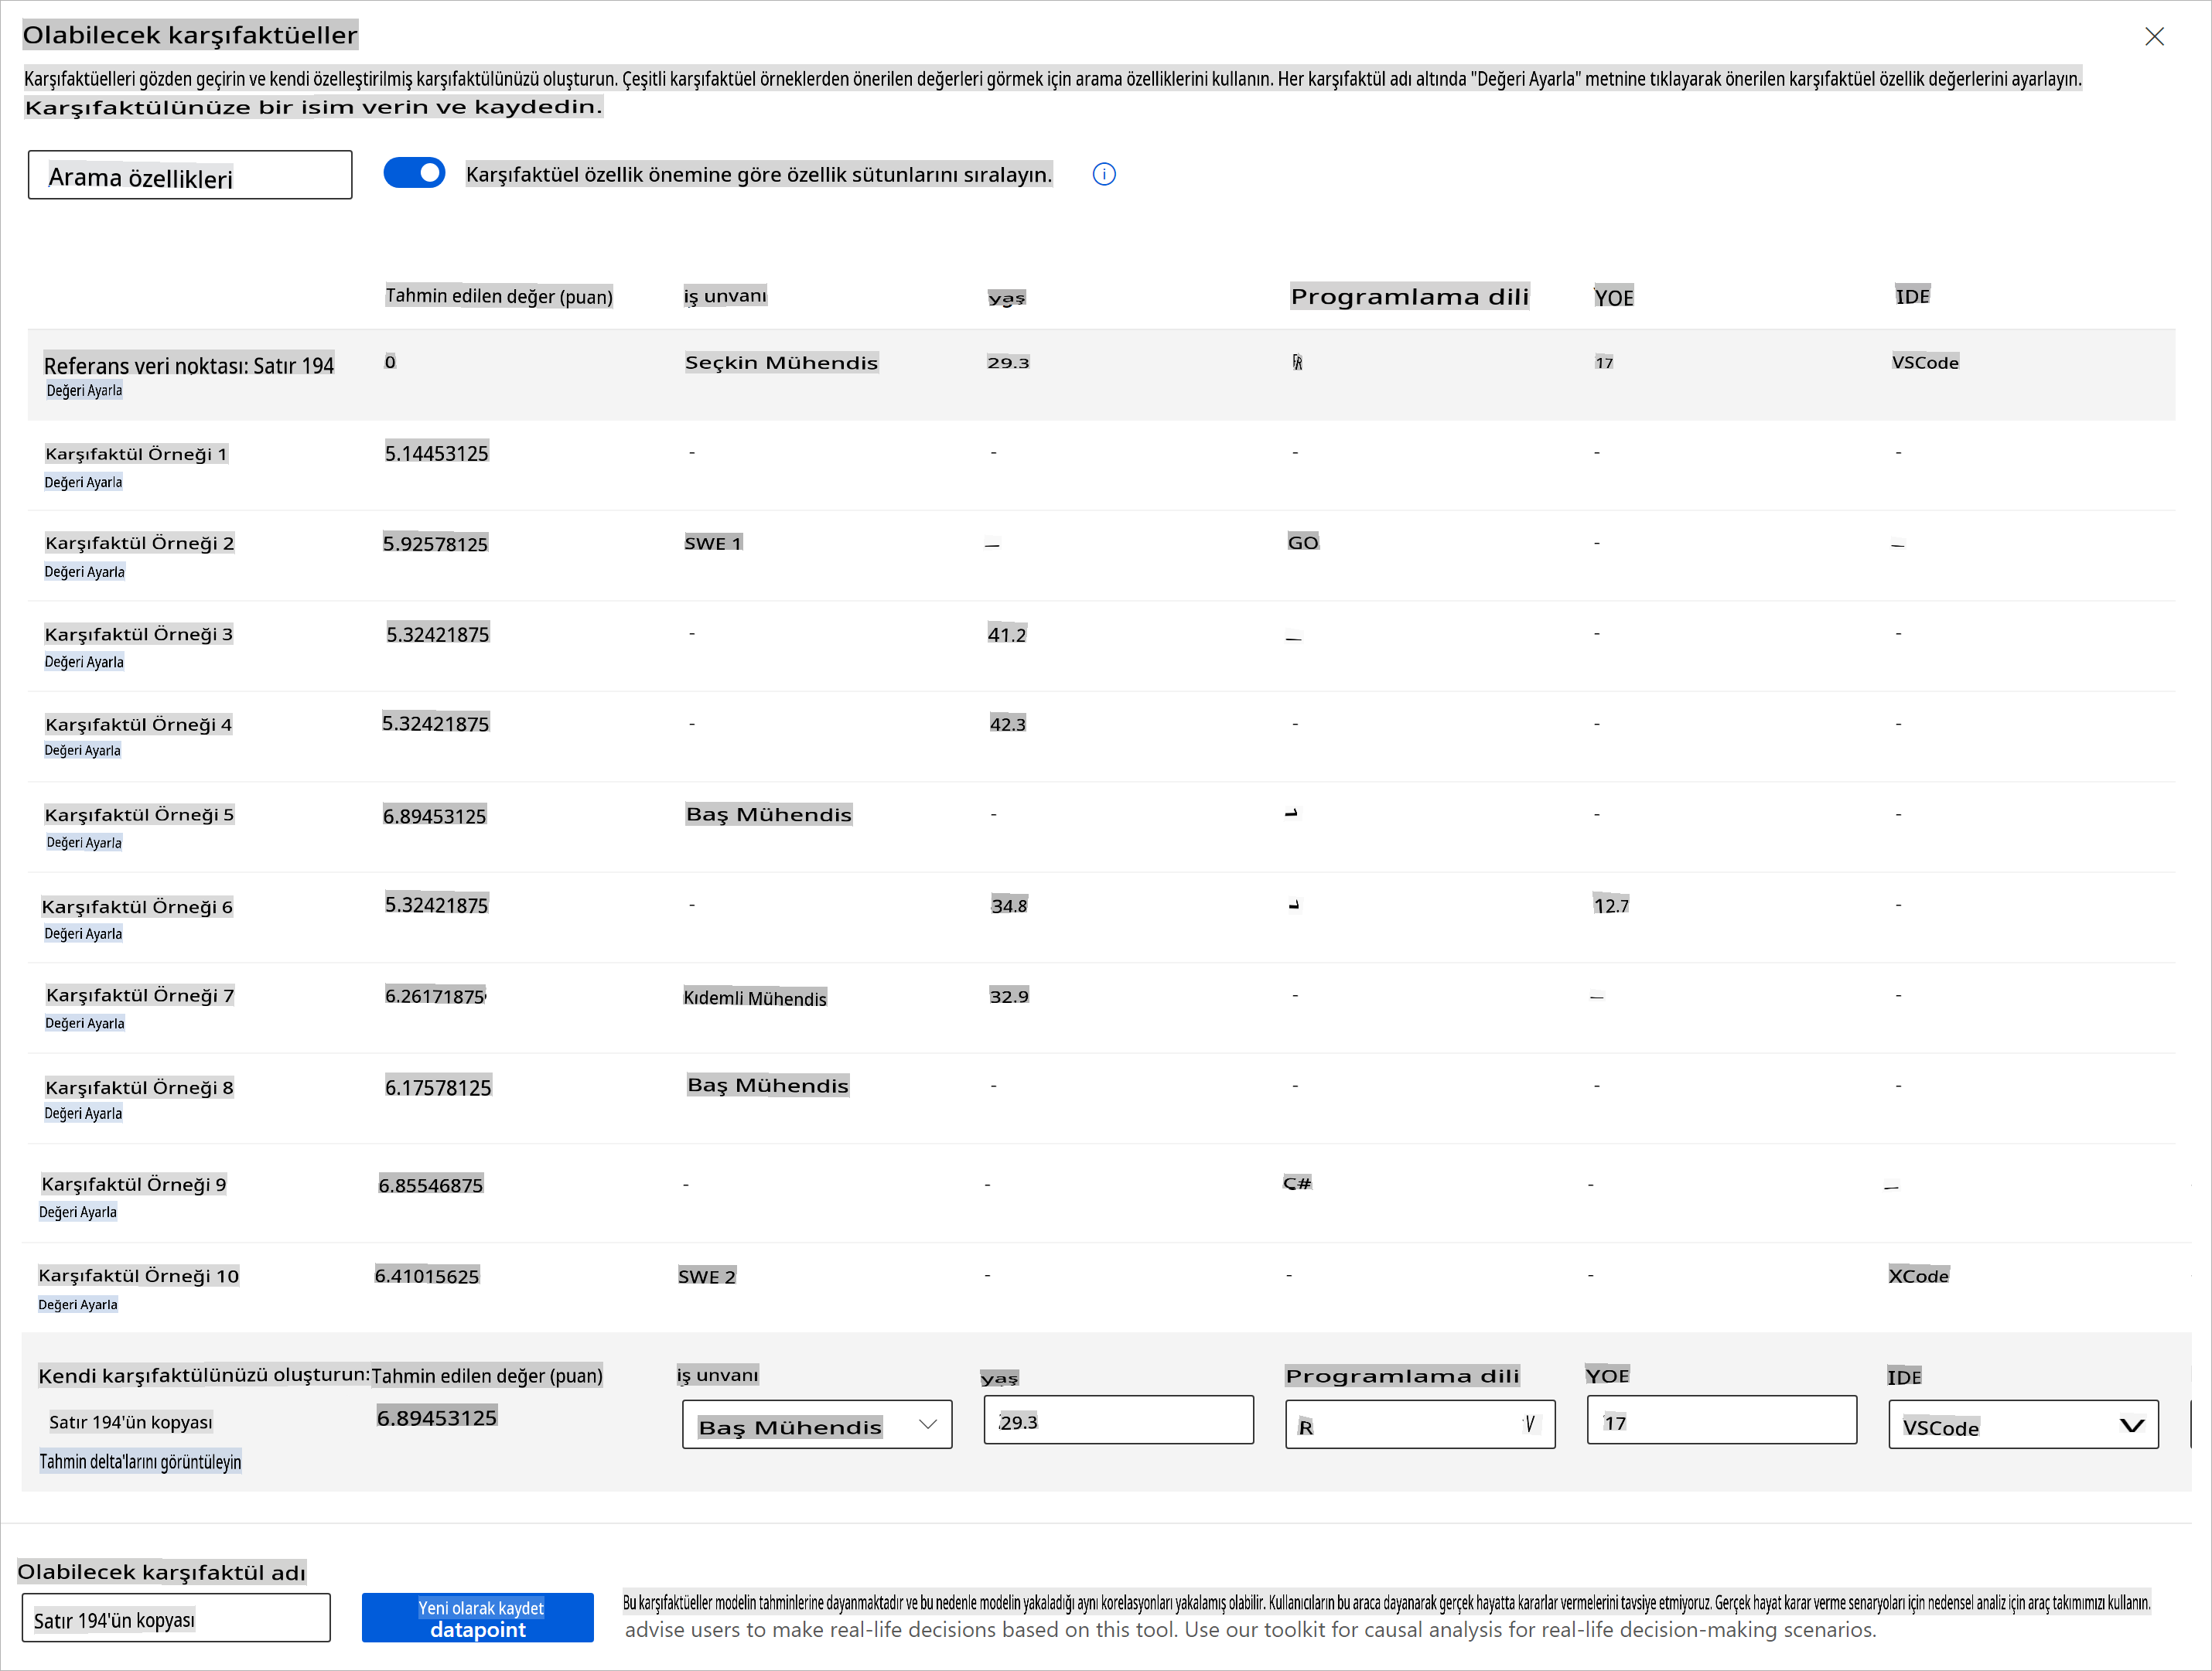 Olabilecek karşıfaktüeller
Karşıfaktüelleri gözden geçirin ve kendi özelleştirilmiş karşıfaktülünüzü oluşturun. Çeşitli karşıfaktüel örneklerden önerilen değerleri görmek için arama özelliklerini kullanın. Her karşıfaktül adı altında "Değeri Ayarla" metnine tıklayarak önerilen karşıfaktüel özellik değerlerini ayarlayın.
Karşıfaktülünüze bir isim verin ve kaydedin.
Arama özellikleri
Karşıfaktüel özellik önemine göre özellik sütunlarını sıralayın.
Tahmin edilen değer (puan) iş unvanı yaş Programlama dili YOE IDE
Referans veri noktası: Satır 194 0 Seçkin Mühendis 29.3 R 17 VSCode
Değeri Ayarla
Karşıfaktül Örneği 1 5.14453125 - - - - -
Değeri Ayarla
Karşıfaktül Örneği 2 5.92578125 SWE 1 - GO - -
Değeri Ayarla
Karşıfaktül Örneği 3 5.32421875 - 41.2 - - -
Değeri Ayarla
Karşıfaktül Örneği 4 5.32421875 - 42.3 - - -
Değeri Ayarla
Karşıfaktül Örneği 5 6.89453125 Baş Mühendis - - - -
Değeri Ayarla
Karşıfaktül Örneği 6 5.32421875 - 34.8 - 12.7 -
Değeri Ayarla
Karşıfaktül Örneği 7 6.26171875 Kıdemli Mühendis 32.9 - - -
Değeri Ayarla
Karşıfaktül Örneği 8 6.17578125 Baş Mühendis - - - -
Değeri Ayarla
Karşıfaktül Örneği 9 6.85546875 - - C# - -
Değeri Ayarla
Karşıfaktül Örneği 10 6.41015625 SWE 2 - - - XCode
Değeri Ayarla
Kendi karşıfaktülünüzü oluşturun: Tahmin edilen değer (puan) iş unvanı yaş Programlama dili YOE IDE
Satır 194'ün kopyası 6.89453125 Baş Mühendis 29.3 R 17 VSCode
Tahmin delta'larını görüntüleyin
Olabilecek karşıfaktül adı
Satır 194'ün kopyası
Yeni olarak kaydet
datapoint
Bu karşıfaktüeller modelin tahminlerine dayanmaktadır ve bu nedenle modelin yakaladığı aynı korelasyonları yakalamış olabilir. Kullanıcıların bu araca dayanarak gerçek hayatta kararlar vermelerini tavsiye etmiyoruz. Gerçek hayat karar verme senaryoları için nedensel analiz için araç takımımızı kullanın.
advise users to make real-life decisions based on this tool. Use our toolkit for causal analysis for real-life decision-making scenarios.